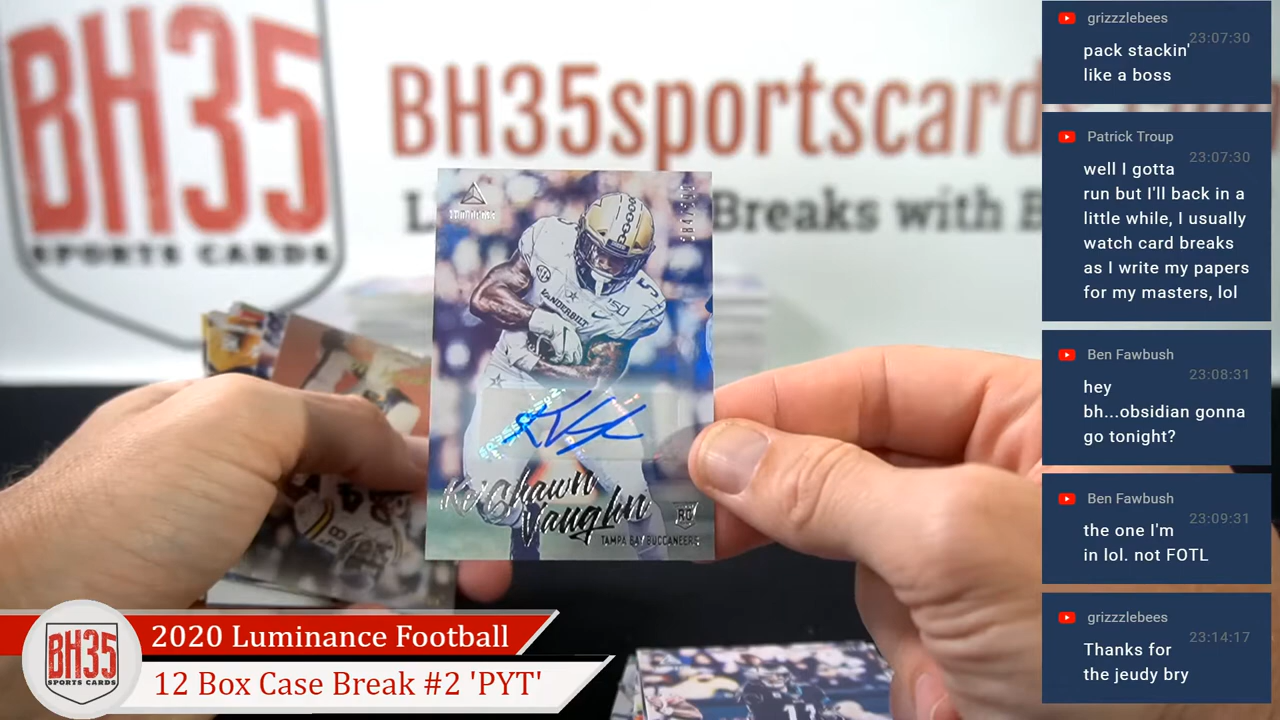 BH35
SPORTS CARDS
BH35sportscard
Breaks with
VANDERBILT
150
5
Ke'Shawn
Vaughn
RC
TAMPA BAY BUCCANEERS
2020 Luminance Football
12 Box Case Break #2 'PYT'
BH35
SPORTS CARDS
grizzzlebees
23:07:30
pack stackin'
like a boss
Patrick Troup
23:07:30
well I gotta
run but I'll back in a
little while, I usually
watch card breaks
as I write my papers
for my masters, lol
Ben Fawbush
23:08:31
hey
bh...obsidian gonna
go tonight?
Ben Fawbush
23:09:31
the one I'm
in lol. not FOTL
grizzzlebees
23:14:17
Thanks for
the jeudy bry